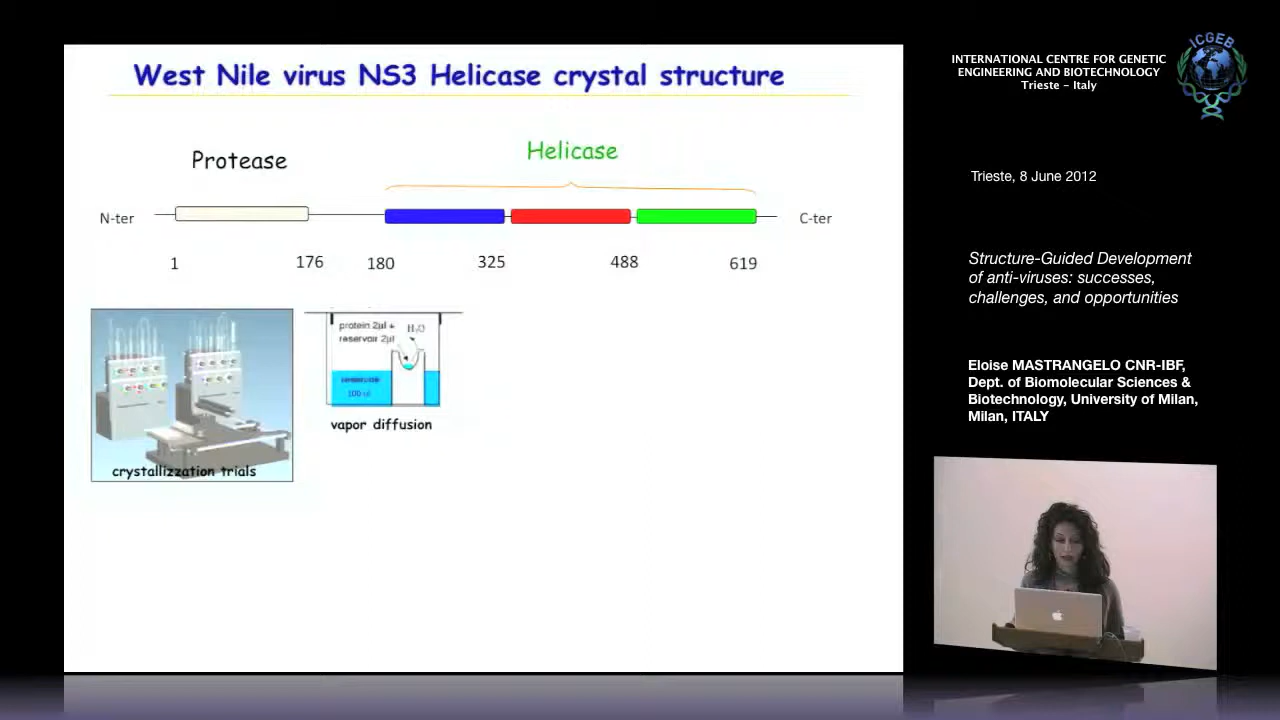 West Nile virus NS3 Helicase crystal structure
Protease
Helicase
N-ter
C-ter
1 176 180 325 488 619
protein 2µl +
reservoir 2µl
H₂O
reservoir
100 ul
vapor diffusion
crystallizzation trials
ICGEB
INTERNATIONAL CENTRE FOR GENETIC
ENGINEERING AND BIOTECHNOLOGY
Trieste – Italy
Trieste, 8 June 2012
Structure-Guided Development
of anti-viruses: successes,
challenges, and opportunities
Eloise MASTRANGELO CNR-IBF,
Dept. of Biomolecular Sciences &
Biotechnology, University of Milan,
Milan, ITALY